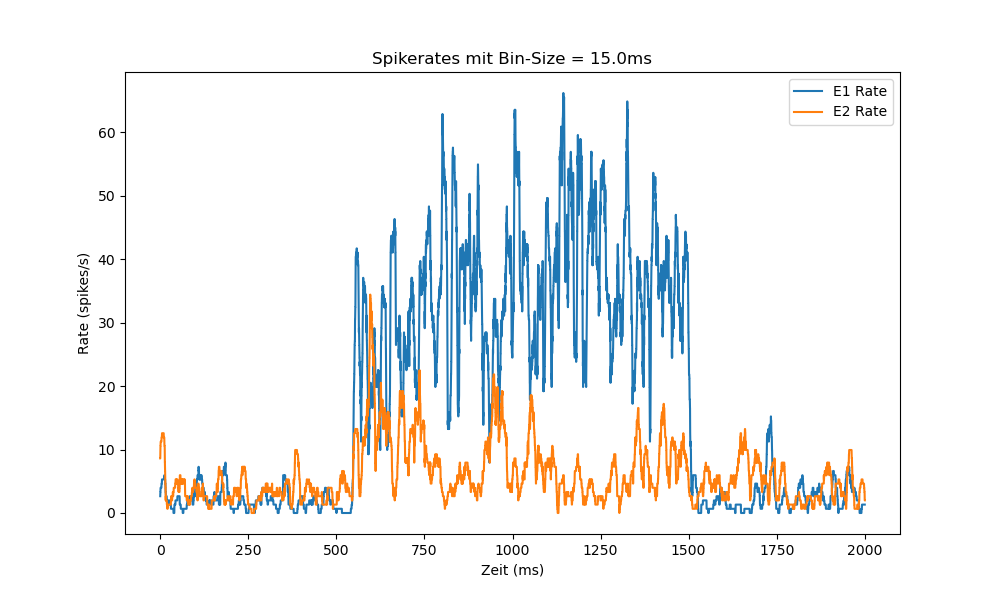 Spikerates mit Bin-Size = 15.0ms
E1 Rate
E2 Rate
60
50
40
30
20
10
0
Rate (spikes/s)
0 250 500 750 1000 1250 1500 1750 2000
Zeit (ms)